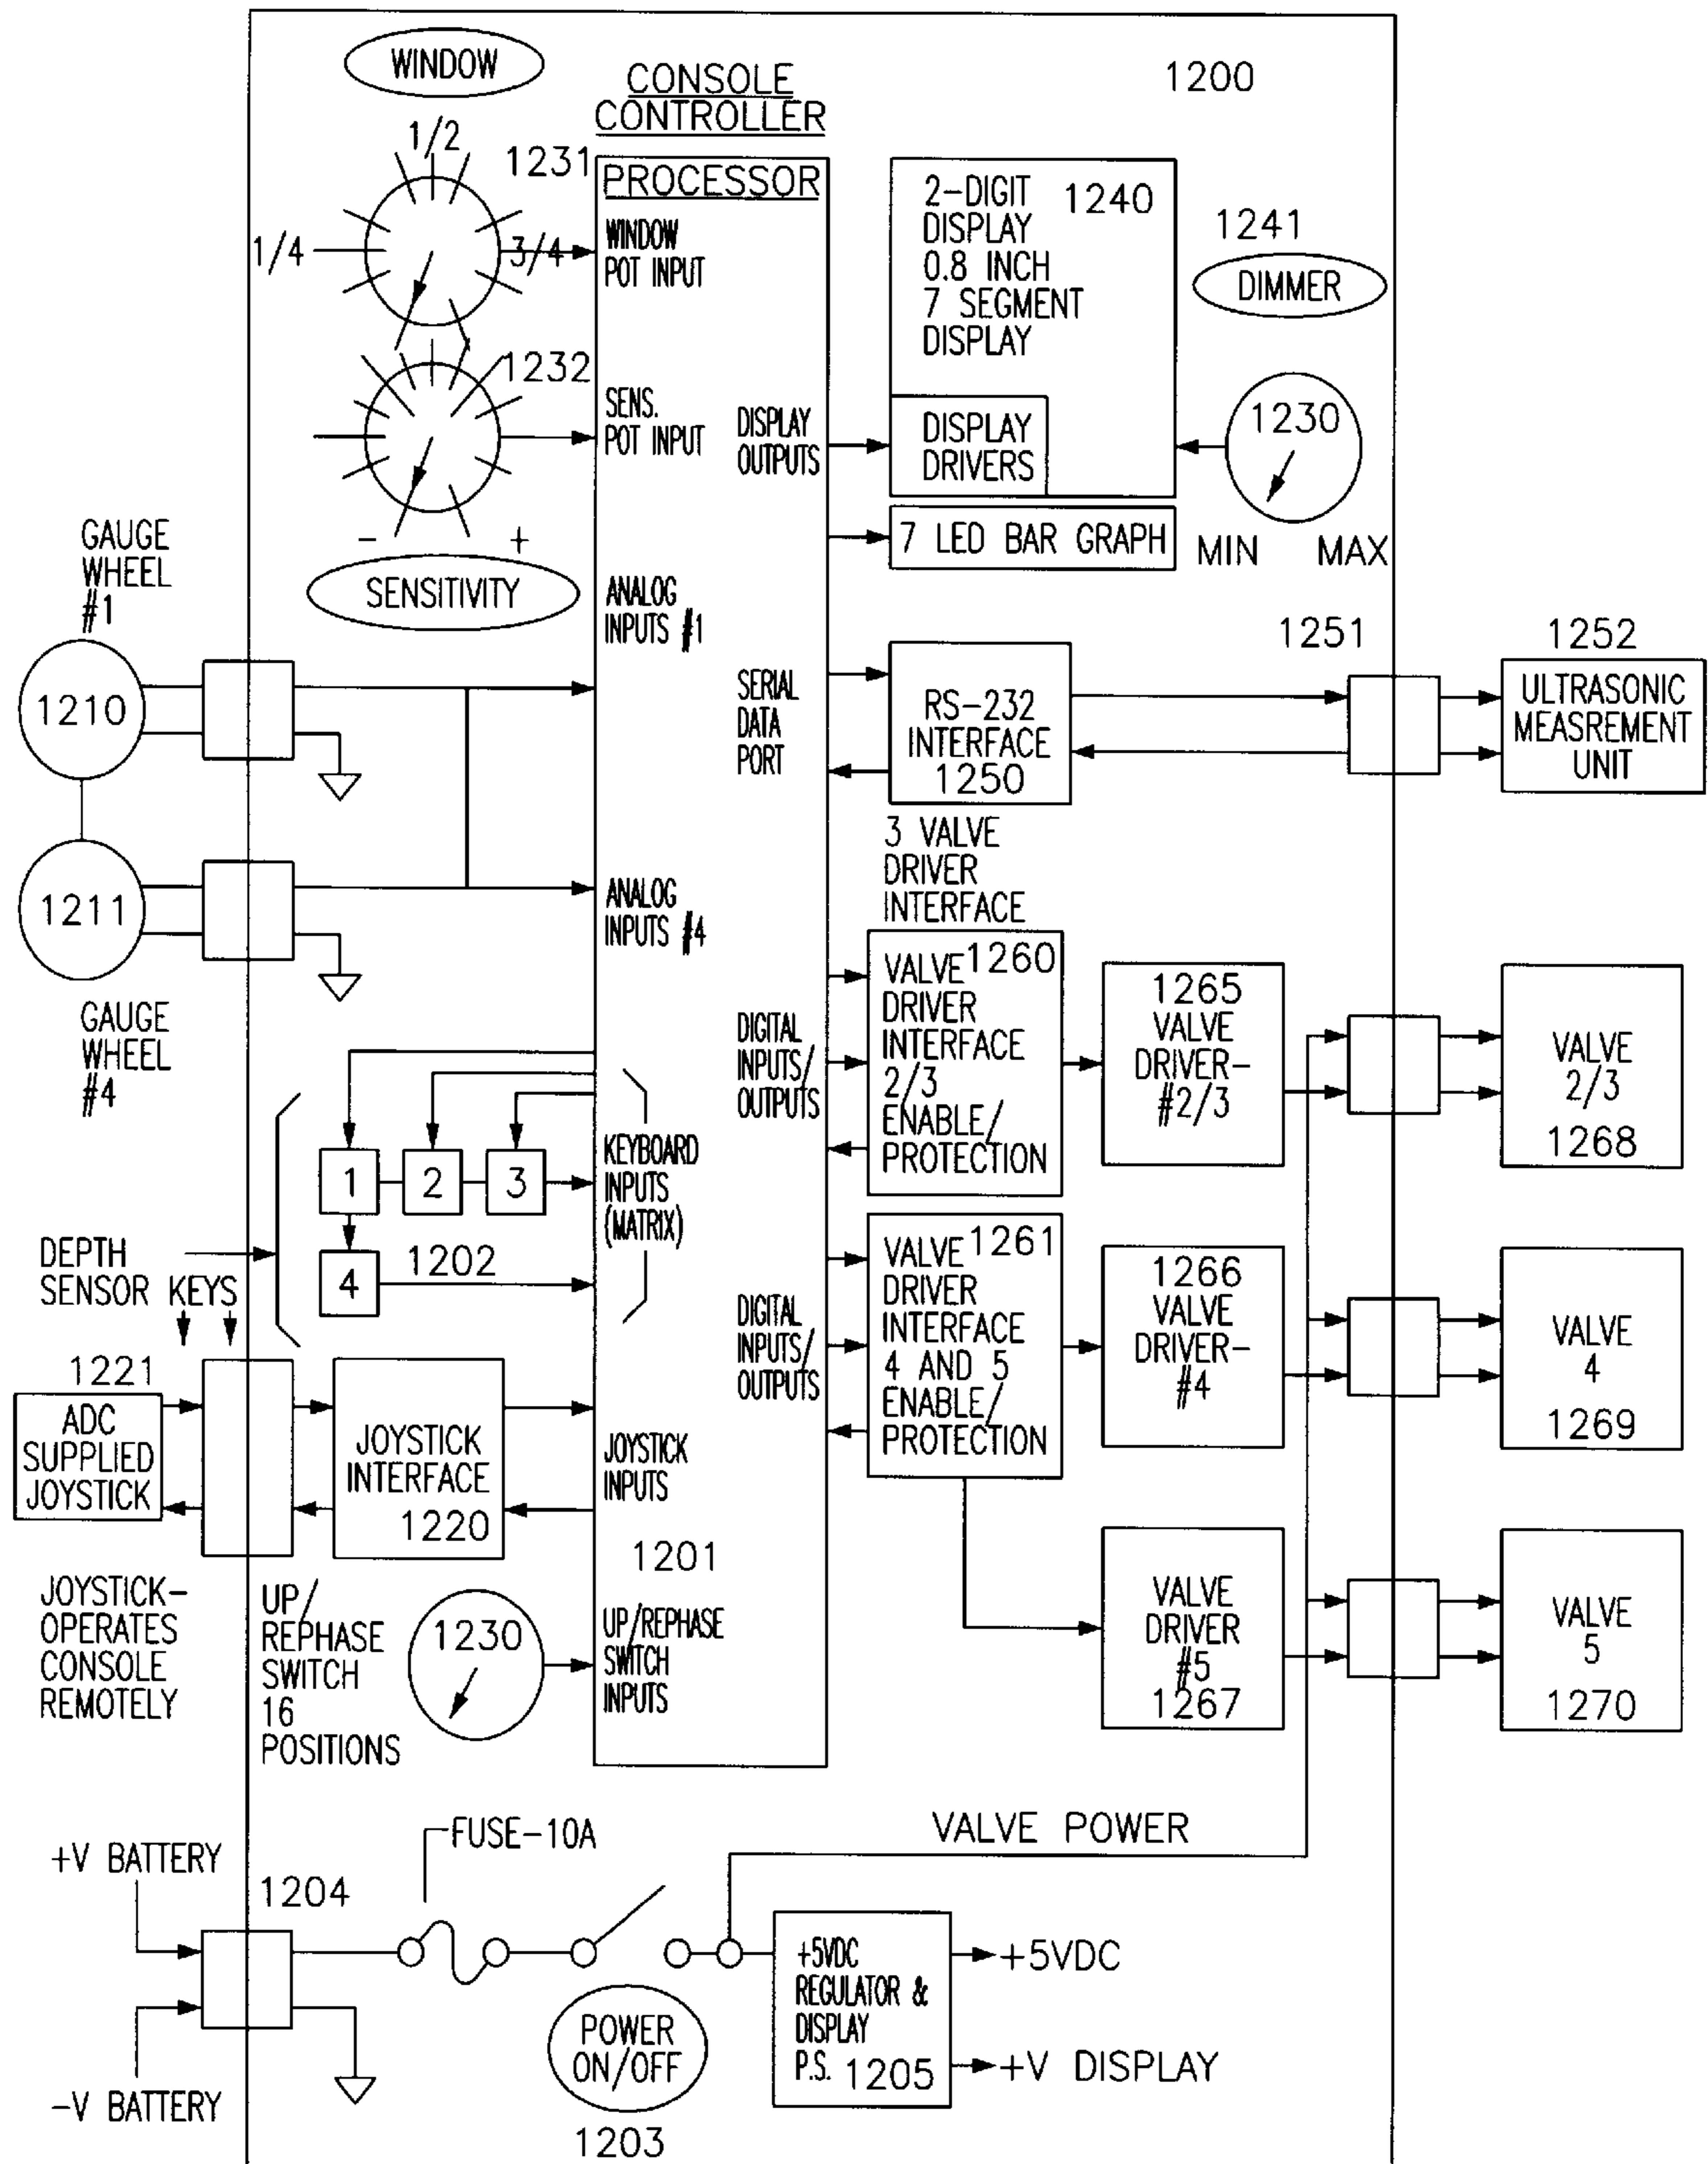 WINDOW
CONSOLE
CONTROLLER
1200
1/2
1231
1/4
3/4
PROCESSOR
WINDOW
POT INPUT
2-DIGIT
DISPLAY
0.8 INCH
7 SEGMENT
DISPLAY
1240
1241
DIMMER
1232
SENS.
POT INPUT
DISPLAY
OUTPUTS
DISPLAY
DRIVERS
1230
- +
SENSITIVITY
7 LED BAR GRAPH
MIN MAX
GAUGE
WHEEL
#1
ANALOG
INPUTS #1
1210
SERIAL
DATA
PORT
RS-232
INTERFACE
1250
1251
1252
ULTRASONIC
MEASREMENT
UNIT
1211
ANALOG
INPUTS #4
3 VALVE
DRIVER
INTERFACE
GAUGE
WHEEL
#4
DIGITAL
INPUTS/
OUTPUTS
VALVE 1260
DRIVER
INTERFACE
2/3
ENABLE/
PROTECTION
1265
VALVE
DRIVER-
#2/3
VALVE
2/3
1268
1 2 3
4
1202
KEYBOARD
INPUTS
(MATRIX)
DEPTH
SENSOR KEYS
DIGITAL
INPUTS/
OUTPUTS
VALVE 1261
DRIVER
INTERFACE
4 AND 5
ENABLE/
PROTECTION
1266
VALVE
DRIVER-
#4
VALVE
4
1269
1221
ADC
SUPPLIED
JOYSTICK
JOYSTICK
INTERFACE
1220
JOYSTICK
INPUTS
1201
JOYSTICK-
OPERATES
CONSOLE
REMOTELY
UP/
REPHASE
SWITCH
16
POSITIONS
1230
UP/REPHASE
SWITCH
INPUTS
VALVE
DRIVER
#5
1267
VALVE
5
1270
VALVE POWER
FUSE-10A
+V BATTERY
1204
-V BATTERY
POWER
ON/OFF
1203
+5VDC
REGULATOR &
DISPLAY
P.S. 1205
+5VDC
+V DISPLAY